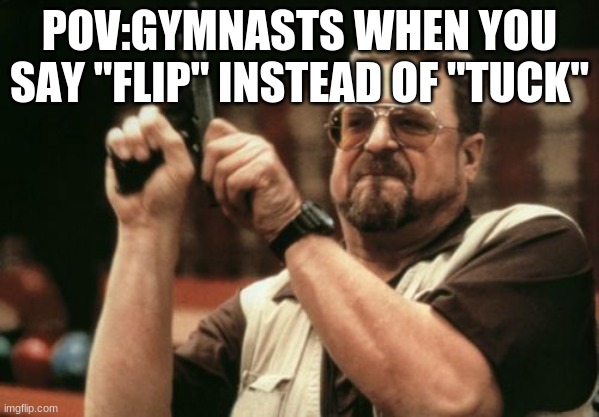 POV:GYMNASTS WHEN YOU
SAY "FLIP" INSTEAD OF "TUCK"
imgflip.com